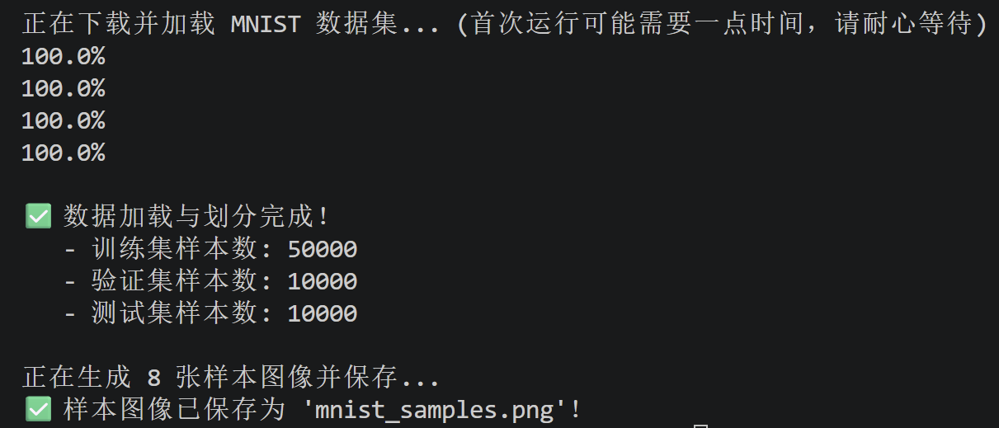 正在下载并加载 MNIST 数据集... (首次运行可能需要一点时间，请耐心等待)
100.0%
100.0%
100.0%
100.0%
✅ 数据加载与划分完成！
- 训练集样本数: 50000
- 验证集样本数: 10000
- 测试集样本数: 10000
正在生成 8 张样本图像并保存...
✅ 样本图像已保存为 'mnist_samples.png'！